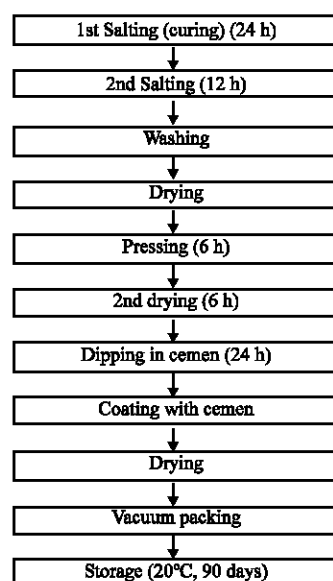 1st Salting (curing) (24 h)
2nd Salting (12 h)
Washing
Drying
Pressing (6 h)
2nd drying (6 h)
Dipping in cemen (24 h)
Coating with cemen
Drying
Vacuum packing
Storage (20°C, 90 days)